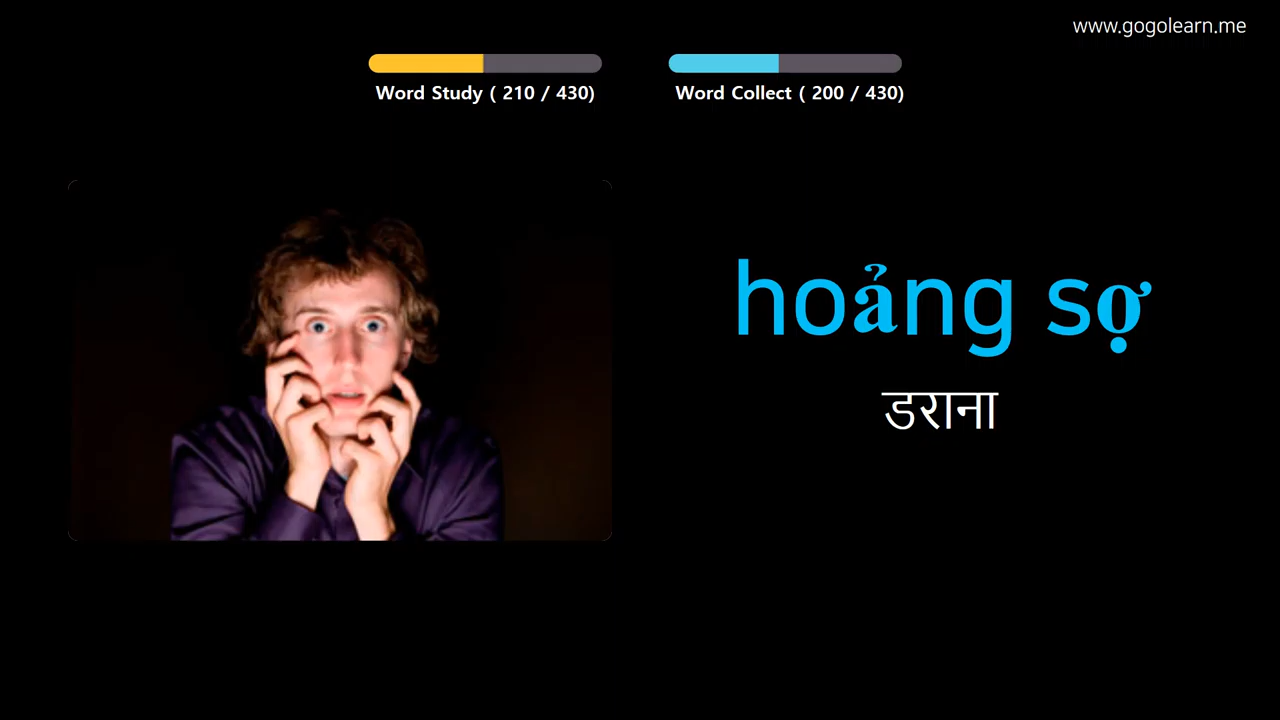 www.gogolearn.me
Word Study ( 210 / 430)
Word Collect ( 200 / 430)
hoảng sợ
डराना